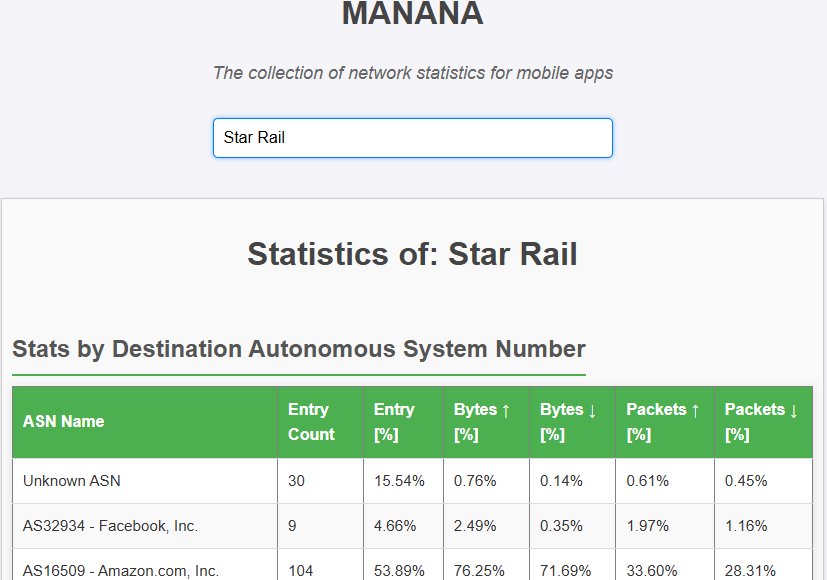 MANANA
The collection of network statistics for mobile apps
Star Rail
Statistics of: Star Rail
Stats by Destination Autonomous System Number
ASN Name Entry Count Entry [%] Bytes ↑ [%] Bytes ↓ [%] Packets ↑ [%] Packets ↓ [%]
Unknown ASN 30 15.54% 0.76% 0.14% 0.61% 0.45%
AS32934 - Facebook, Inc. 9 4.66% 2.49% 0.35% 1.97% 1.16%
AS16509 - Amazon.com, Inc. 104 53.89% 76.25% 71.69% 33.60% 28.31%